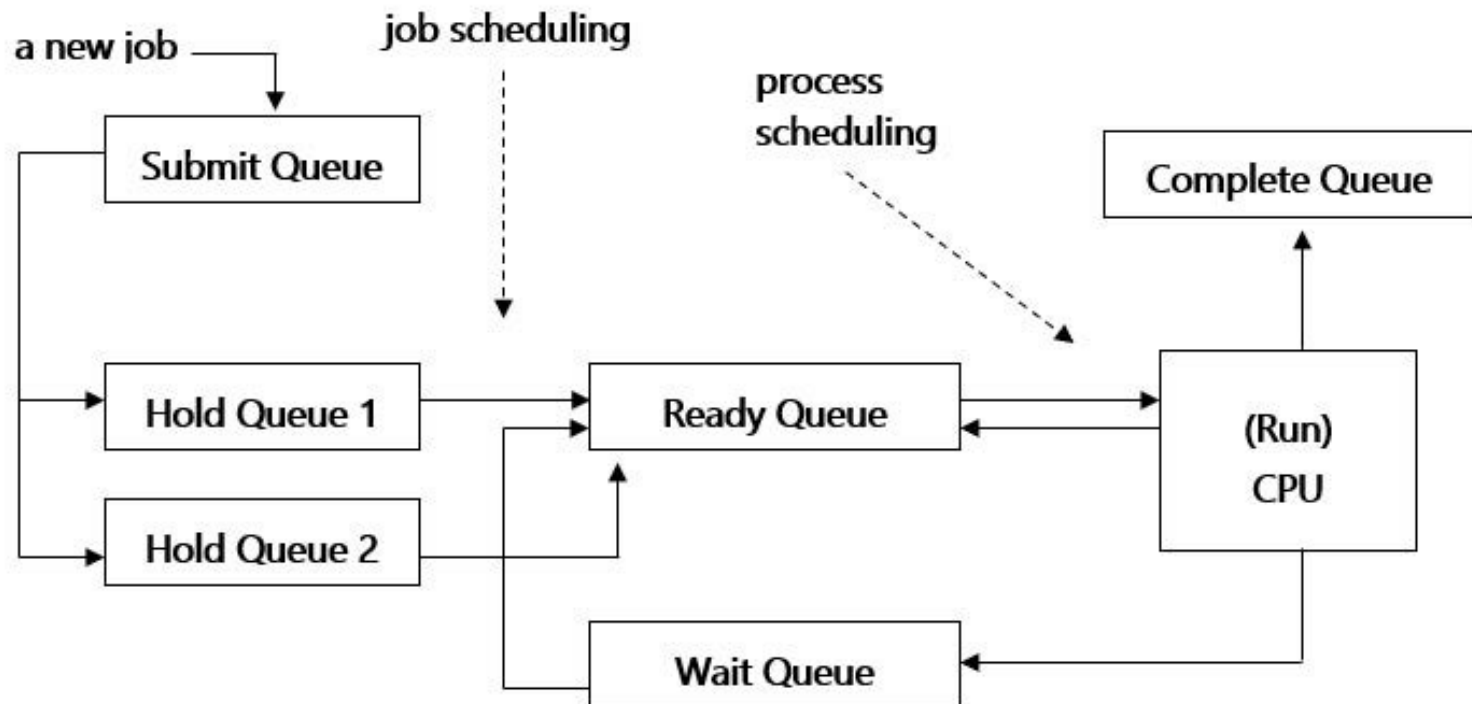 a new job
job scheduling
process
scheduling
Submit Queue
Complete Queue
Hold Queue 1
Ready Queue
(Run)
CPU
Hold Queue 2
Wait Queue